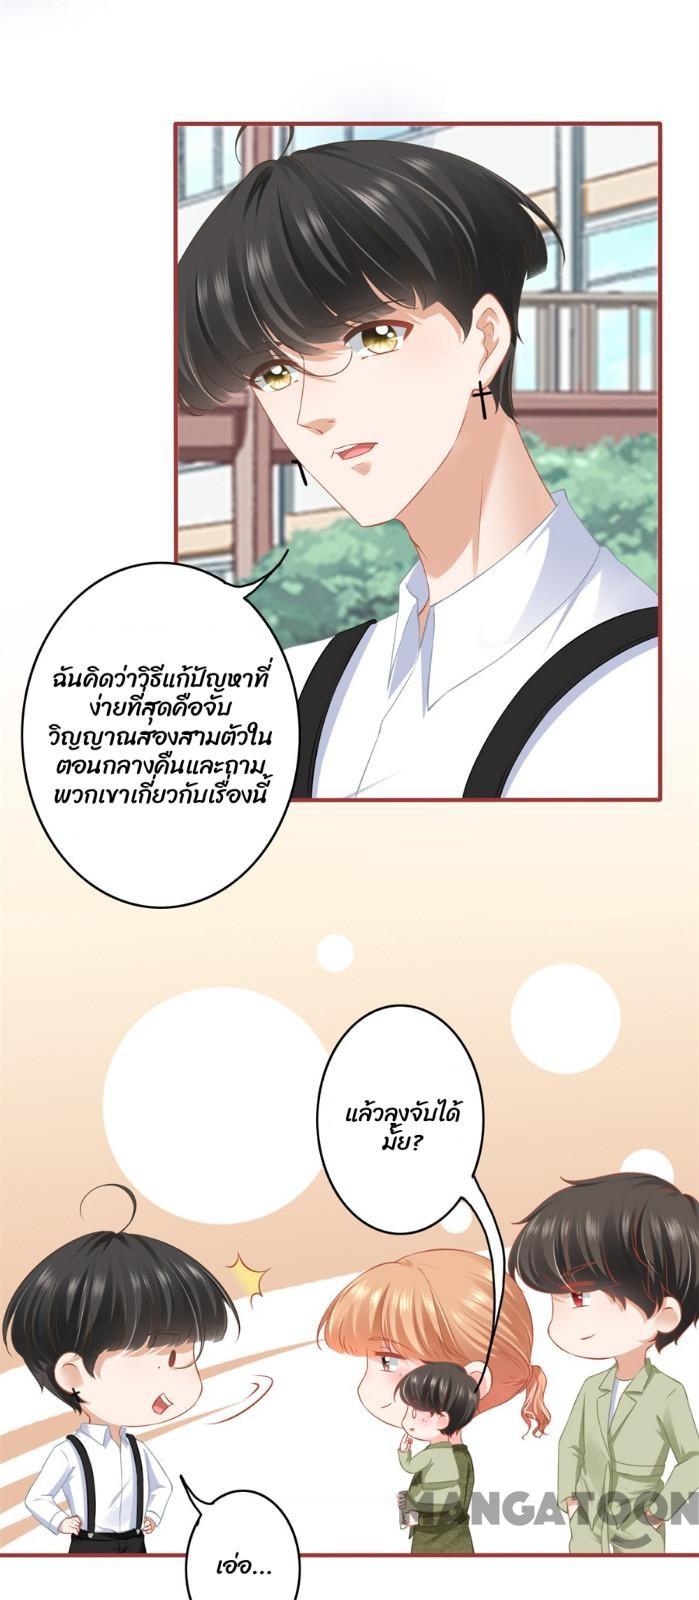 ฉันคิดว่าวิธีแก้ปัญหาที่
ง่ายที่สุดคือจับ
วิญญาณสองสามตัวใน
ตอนกลางคืนและถาม
พวกเขาเกี่ยวกับเรื่องนี้
แล้วลุงจับได้
มั้ย?
MANGATOON
เอ่อ...